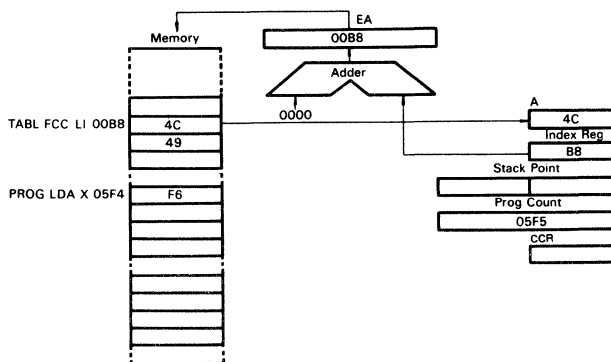 EA
Memory
00B8
Adder
0000
A
TABL FCC LI 00B8
4C
4C
49
Index Reg
B8
Stack Point
PROG LDA X 05F4
F6
Prog Count
05F5
CCR